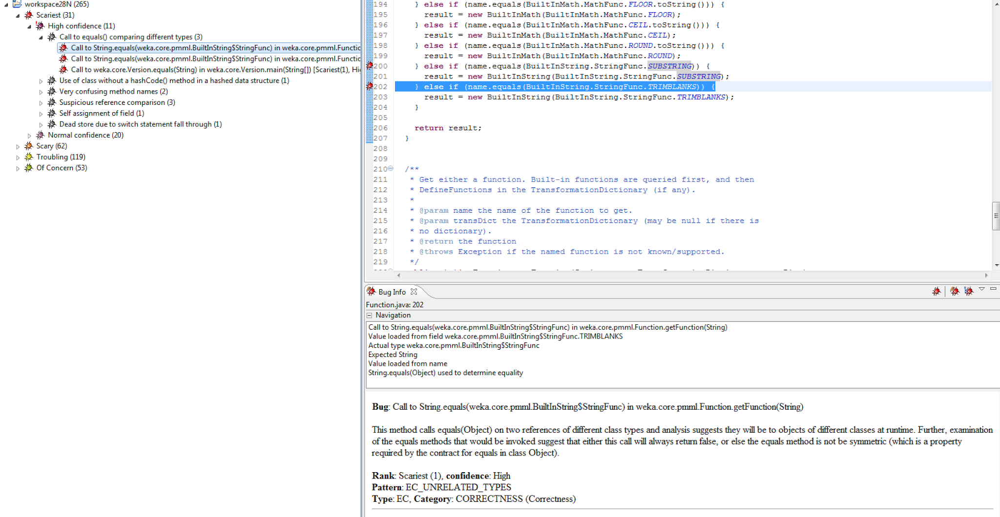 workspace28N (265)
Scariest (31)
High confidence (11)
Call to equals() comparing different types (3)
Call to String.equals(weka.core.pmml.BuiltInString$StringFunc) in weka.core.pmml.Functic
Call to String.equals(weka.core.pmml.BuiltInString$StringFunc) in weka.core.pmml.Functic
Call to weka.core.Version.equals(String) in weka.core.Version.main(String[]) [Scariest(1), Hi
Use of class without a hashCode() method in a hashed data structure (1)
Very confusing method names (2)
Suspicious reference comparison (3)
Self assignment of field (1)
Dead store due to switch statement fall through (1)
Normal confidence (20)
Scary (62)
Troubling (119)
Of Concern (53)
194 } else if (name.equals(BuiltInMath.MathFunc.FLOOR.toString())) {
195 result = new BuiltInMath(BuiltInMath.MathFunc.FLOOR);
196 } else if (name.equals(BuiltInMath.MathFunc.CEIL.toString())) {
197 result = new BuiltInMath(BuiltInMath.MathFunc.CEIL);
198 } else if (name.equals(BuiltInMath.MathFunc.ROUND.toString())) {
199 result = new BuiltInMath(BuiltInMath.MathFunc.ROUND);
200 } else if (name.equals(BuiltInString.StringFunc.SUBSTRING)) {
201 result = new BuiltInString(BuiltInString.StringFunc.SUBSTRING);
202 } else if (name.equals(BuiltInString.StringFunc.TRIMBLANKS)) {
203 result = new BuiltInString(BuiltInString.StringFunc.TRIMBLANKS);
204 }
205
206 return result;
207 }
208
209
210 /**
211 * Get either a function. Built-in functions are queried first, and then
212 * DefineFunctions in the TransformationDictionary (if any).
213 *
214 * @param name the name of the function to get.
215 * @param transDict the TransformationDictionary (may be null if there is
216 * no dictionary).
217 * @return the function
218 * @throws Exception if the named function is not known/supported.
219 */
Bug Info
Function.java: 202
Navigation
Call to String.equals(weka.core.pmml.BuiltInString$StringFunc) in weka.core.pmml.Function.getFunction(String)
Value loaded from field weka.core.pmml.BuiltInString$StringFunc.TRIMBLANKS
Actual type weka.core.pmml.BuiltInString$StringFunc
Expected String
Value loaded from name
String.equals(Object) used to determine equality
Bug: Call to String.equals(weka.core.pmml.BuiltInString$StringFunc) in weka.core.pmml.Function.getFunction(String)
This method calls equals(Object) on two references of different class types and analysis suggests they will be to objects of different classes at runtime. Further, examination
of the equals methods that would be invoked suggest that either this call will always return false, or else the equals method is not be symmetric (which is a property
required by the contract for equals in class Object).
Rank: Scariest (1), confidence: High
Pattern: EC_UNRELATED_TYPES
Type: EC, Category: CORRECTNESS (Correctness)